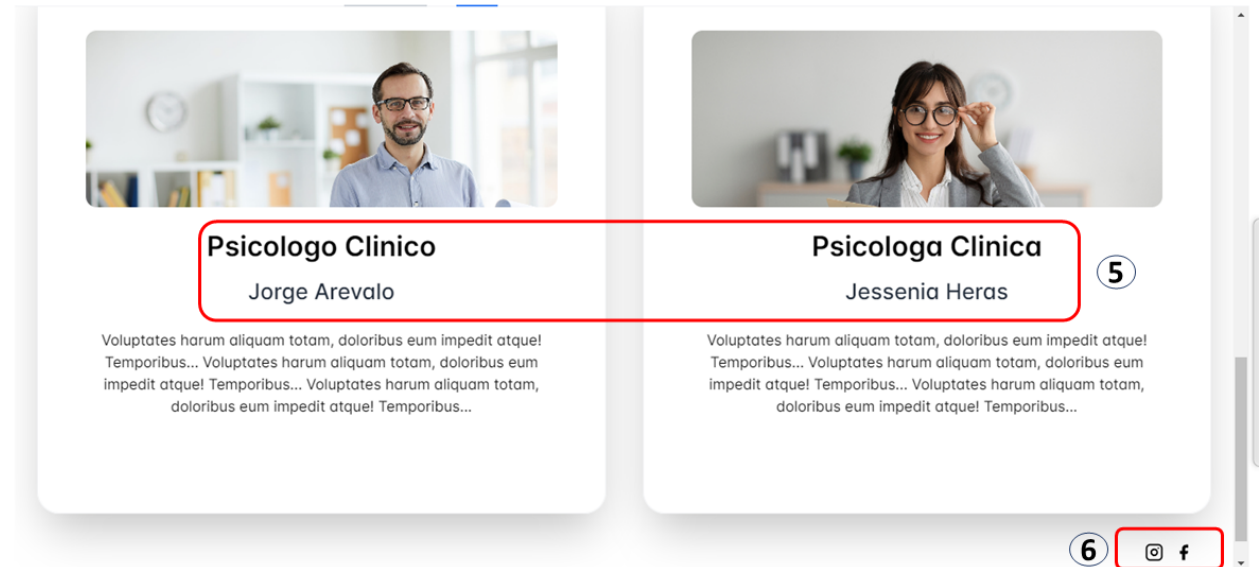 Psicologo Clinico
Jorge Arevalo
Voluptates harum aliquam totam, doloribus eum impedit atque!
Temporibus... Voluptates harum aliquam totam, doloribus eum
impedit atque! Temporibus... Voluptates harum aliquam totam,
doloribus eum impedit atque! Temporibus...
Psicologa Clinica
Jessenia Heras
Voluptates harum aliquam totam, doloribus eum impedit atque!
Temporibus... Voluptates harum aliquam totam, doloribus eum
impedit atque! Temporibus... Voluptates harum aliquam totam,
doloribus eum impedit atque! Temporibus...
5
6